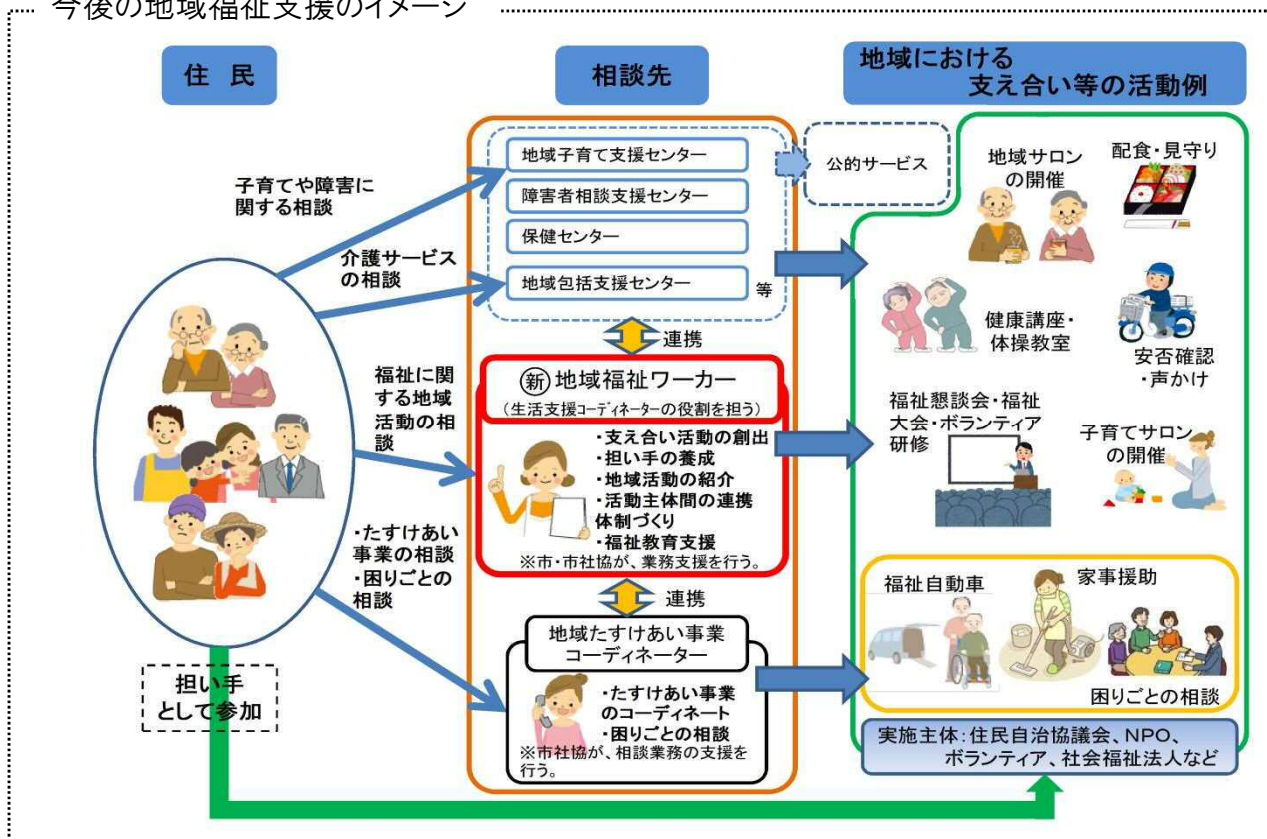 今後の地域福祉支援のイメージ
住 民
相談先
地域における
支え合い等の活動例
子育てや障害に
関する相談
介護サービス
の相談
福祉に関
する地域
活動の相
談
・たすけあい
事業の相談
・困りごとの
相談
担い手
として参加
地域子育て支援センター
障害者相談支援センター
保健センター
地域包括支援センター
等
連携
新 地域福祉ワーカー
(生活支援コーディネーターの役割を担う)
・支え合い活動の創出
・担い手の養成
・地域活動の紹介
・活動主体間の連携
体制づくり
・福祉教育支援
※市・市社協が、業務支援を行う。
連携
地域たすけあい事業
コーディネーター
・たすけあい事業
のコーディネート
・困りごとの相談
※市社協が、相談業務の支援を
行う。
公的サービス
地域サロン
の開催
配食・見守り
健康講座・
体操教室
安否確認
・声かけ
福祉懇談会・福祉
大会・ボランティア
研修
子育てサロン
の開催
福祉自動車
家事援助
困りごとの相談
実施主体：住民自治協議会、NPO、
ボランティア、社会福祉法人など